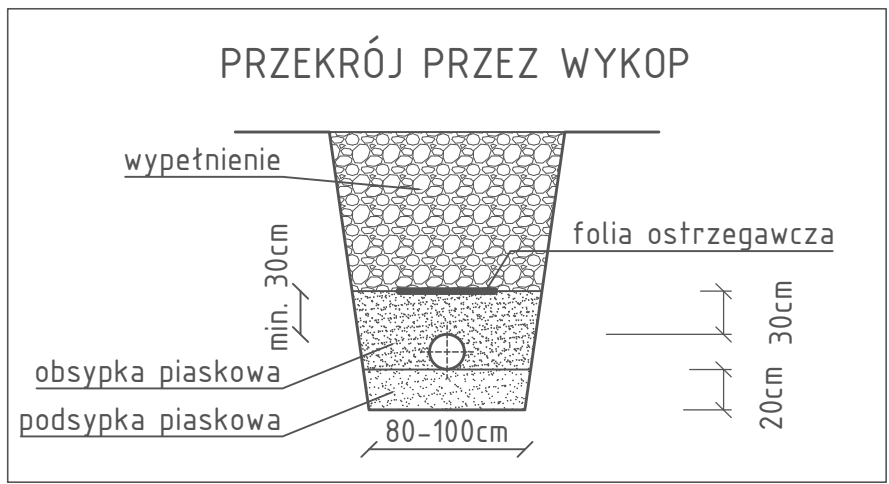 PRZEKRÓJ PRZEZ WYKOP
wypełnienie
folia ostrzegawcza
min. 30cm
30cm
obsypka piaskowa
20cm
podsypka piaskowa
80-100cm